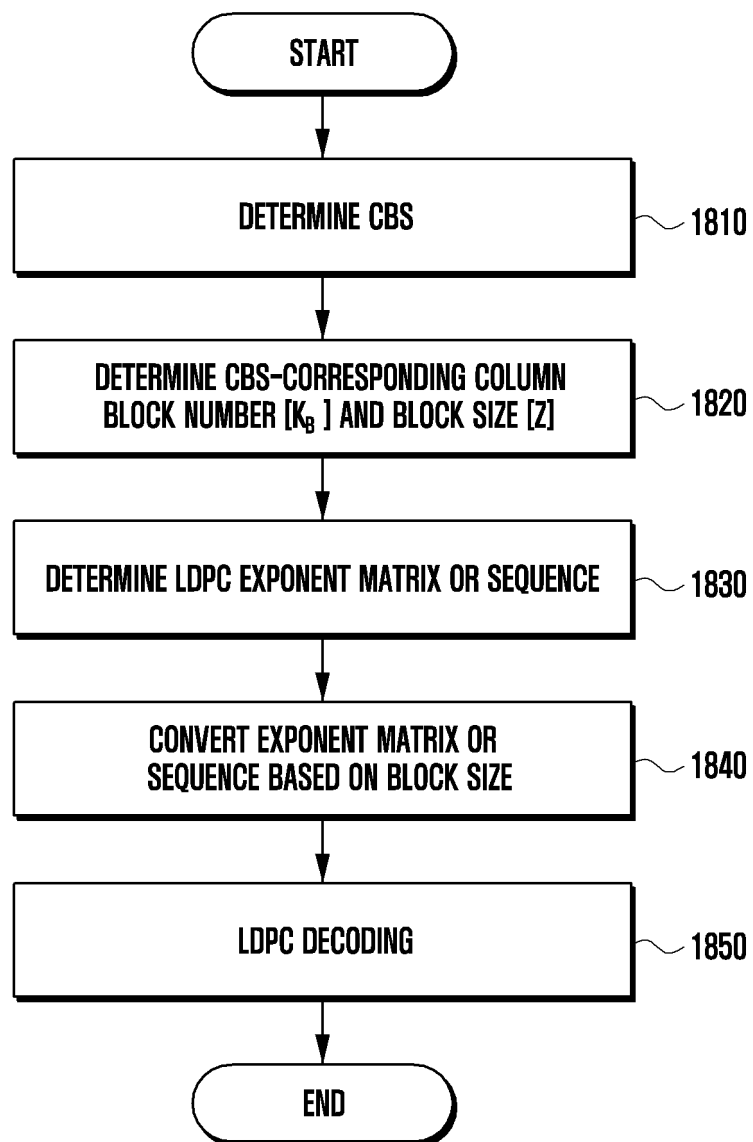 START
DETERMINE CBS
1810
DETERMINE CBS-CORRESPONDING COLUMN
BLOCK NUMBER [KB ] AND BLOCK SIZE [Z]
1820
DETERMINE LDPC EXPONENT MATRIX OR SEQUENCE
1830
CONVERT EXPONENT MATRIX OR
SEQUENCE BASED ON BLOCK SIZE
1840
LDPC DECODING
1850
END